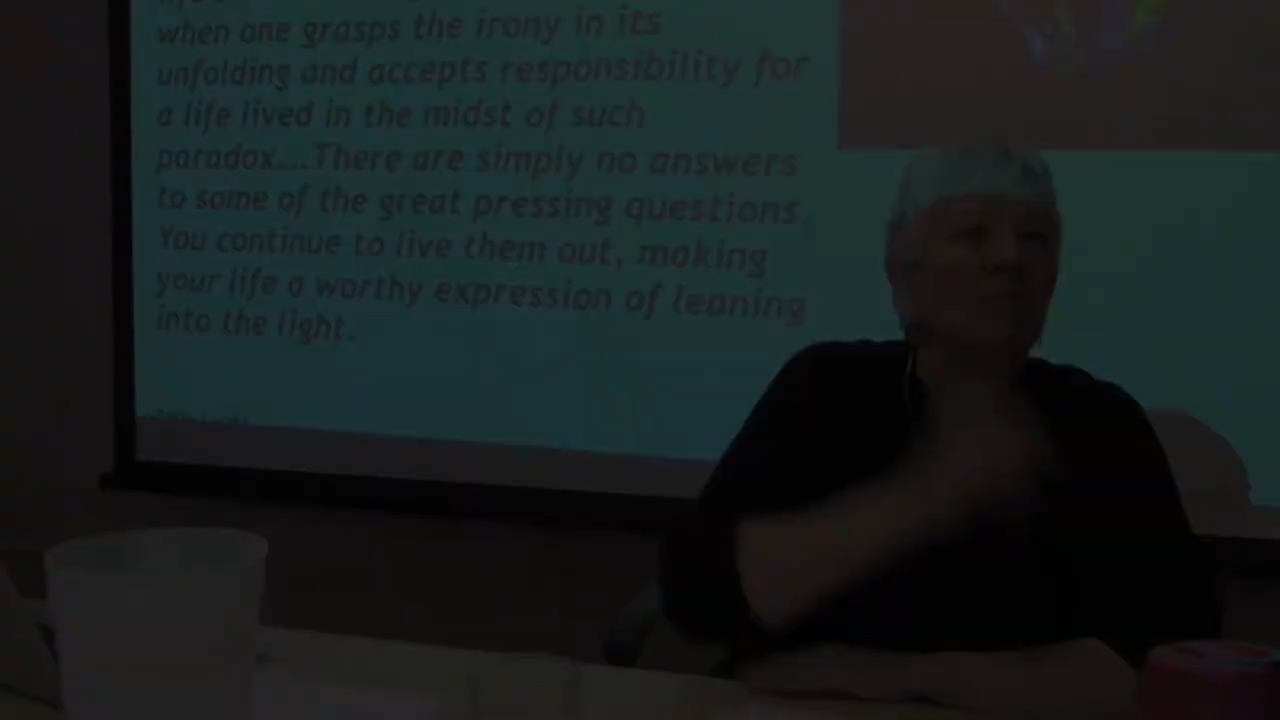 when one grasps the irony in its
unfolding and accepts responsibility for
a life lived in the midst of such
paradox....There are simply no answers
to some of the great pressing questions.
You continue to live them out, making
your life a worthy expression of leaning
into the light.